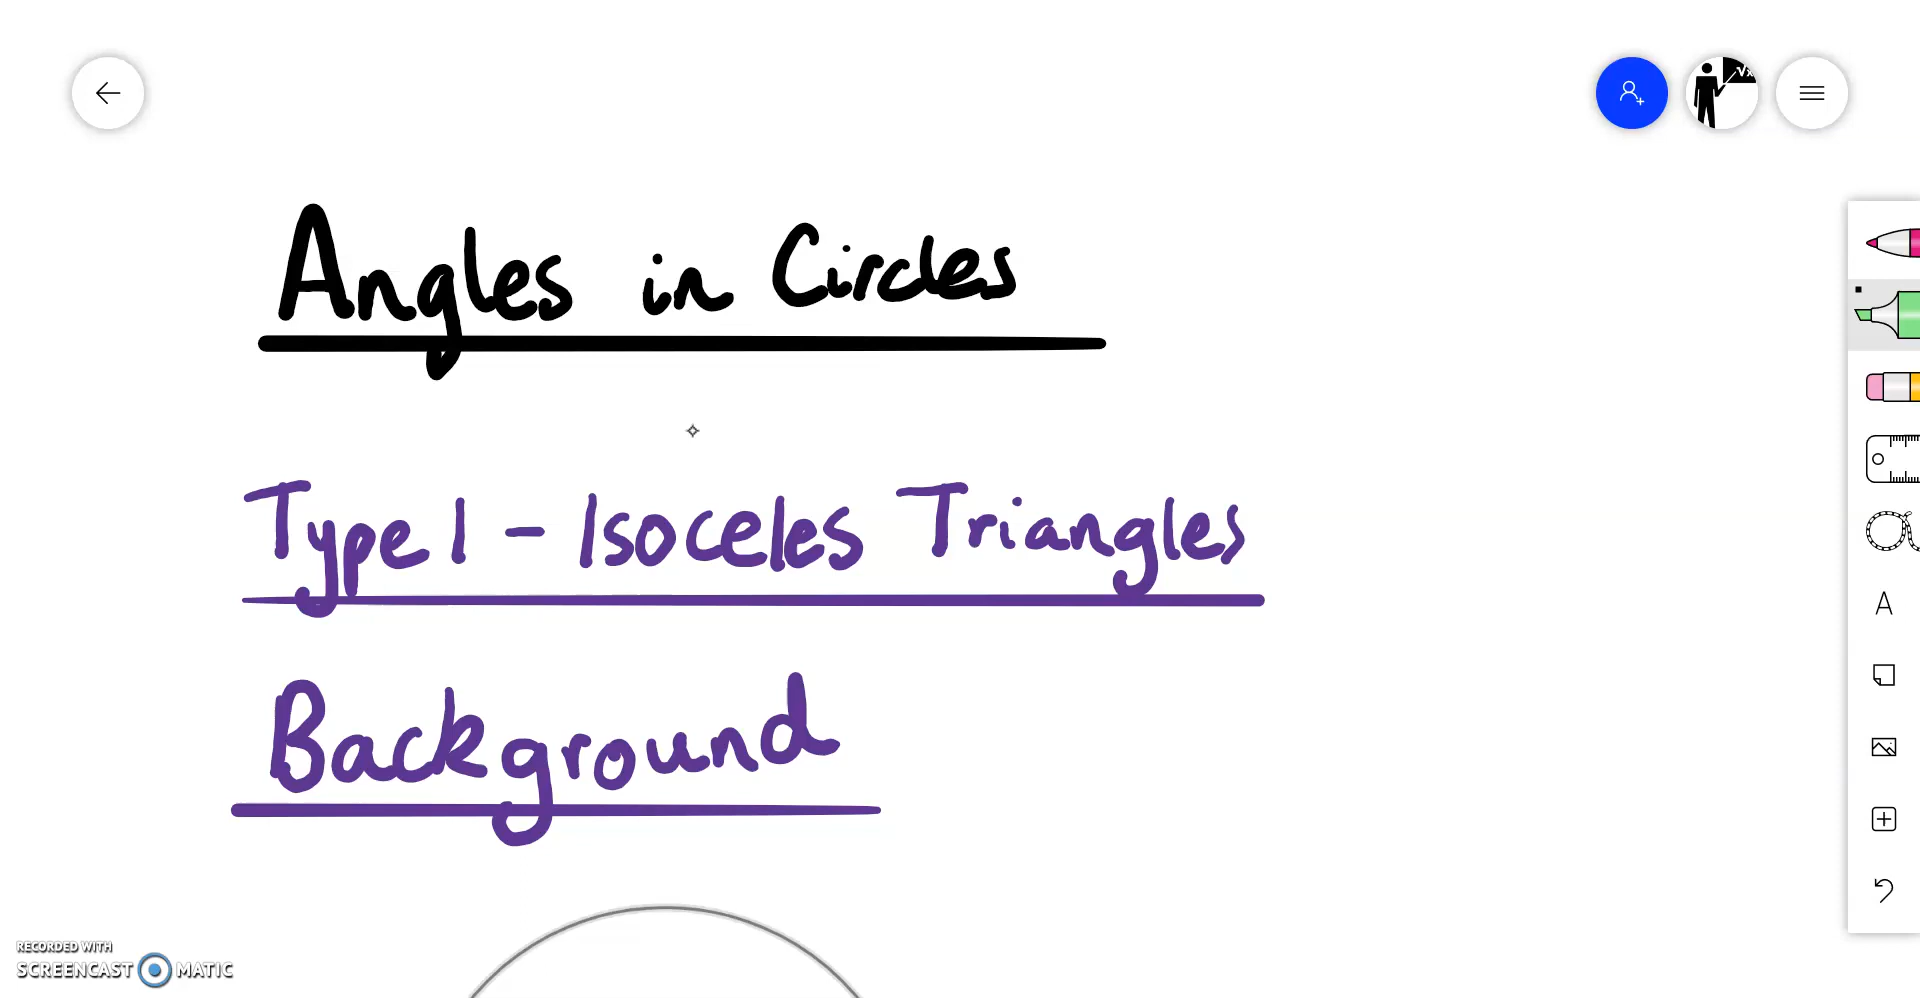 √x
Angles in Circles
Type 1 - Isoceles Triangles
Background
A
RECORDED WITH
SCREENCAST MATIC